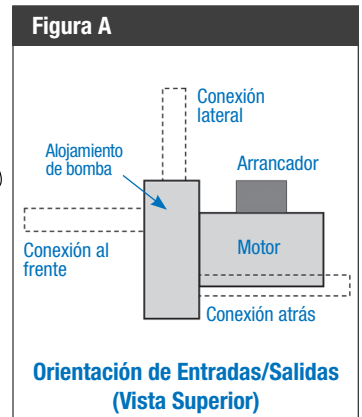 Figura A
Conexión
lateral
Alojamiento
de bomba
Arrancador
Motor
Conexión al
frente
Conexión atrás
Orientación de Entradas/Salidas
(Vista Superior)
)